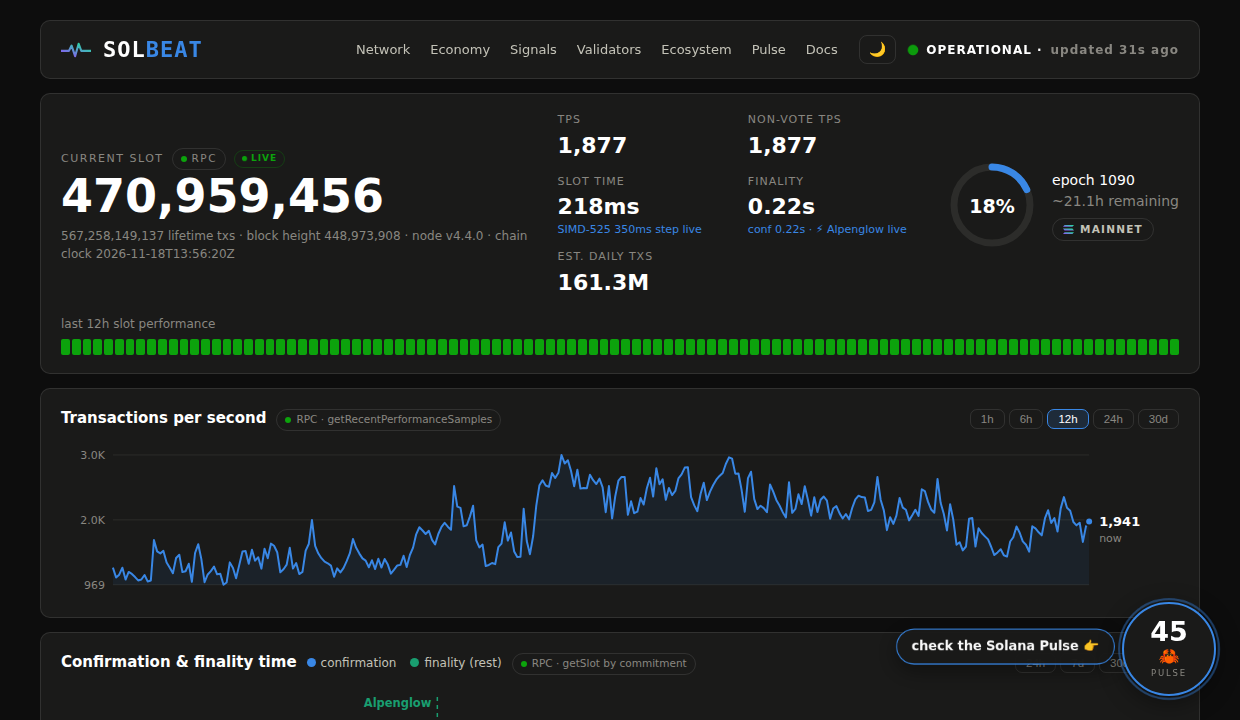 SOLBEAT
Network Economy Signals Validators Ecosystem Pulse Docs
OPERATIONAL · updated 31s ago
CURRENT SLOT RPC LIVE
470,959,456
567,258,149,137 lifetime txs · block height 448,973,908 · node v4.4.0 · chain
clock 2026-11-18T13:56:20Z
TPS
1,877
NON-VOTE TPS
1,877
SLOT TIME
218ms
SIMD-525 350ms step live
FINALITY
0.22s
conf 0.22s · ⚡ Alpenglow live
EST. DAILY TXS
161.3M
18%
epoch 1090
~21.1h remaining
MAINNET
last 12h slot performance
Transactions per second RPC · getRecentPerformanceSamples
1h 6h 12h 24h 30d
3.0K
2.0K
969
1,941
now
Confirmation & finality time confirmation finality (rest) RPC · getSlot by commitment
Alpenglow
check the Solana Pulse 👉
45
🦀
PULSE